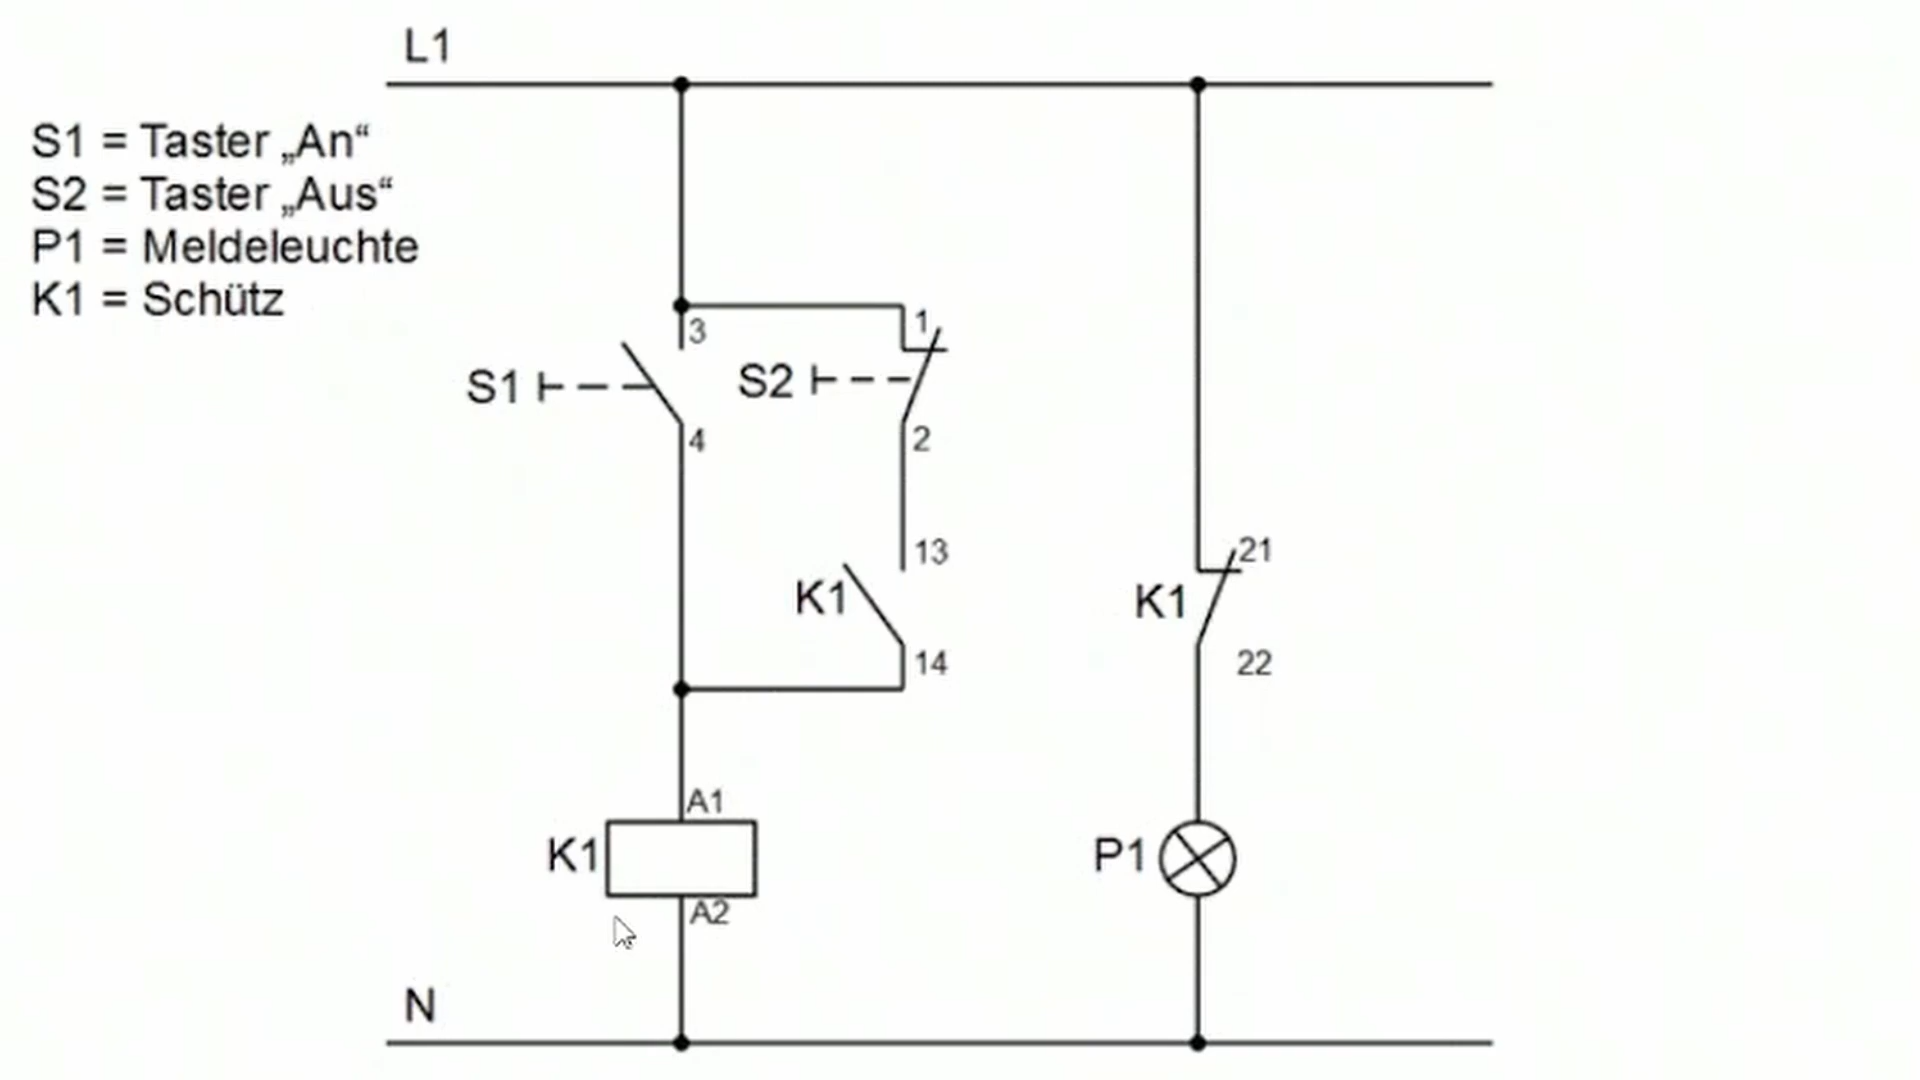 L1
S1 = Taster „An“
S2 = Taster „Aus“
P1 = Meldeleuchte
K1 = Schütz
3
1
S1
S2
4
2
13
21
K1
K1
14
22
A1
K1
P1
A2
N